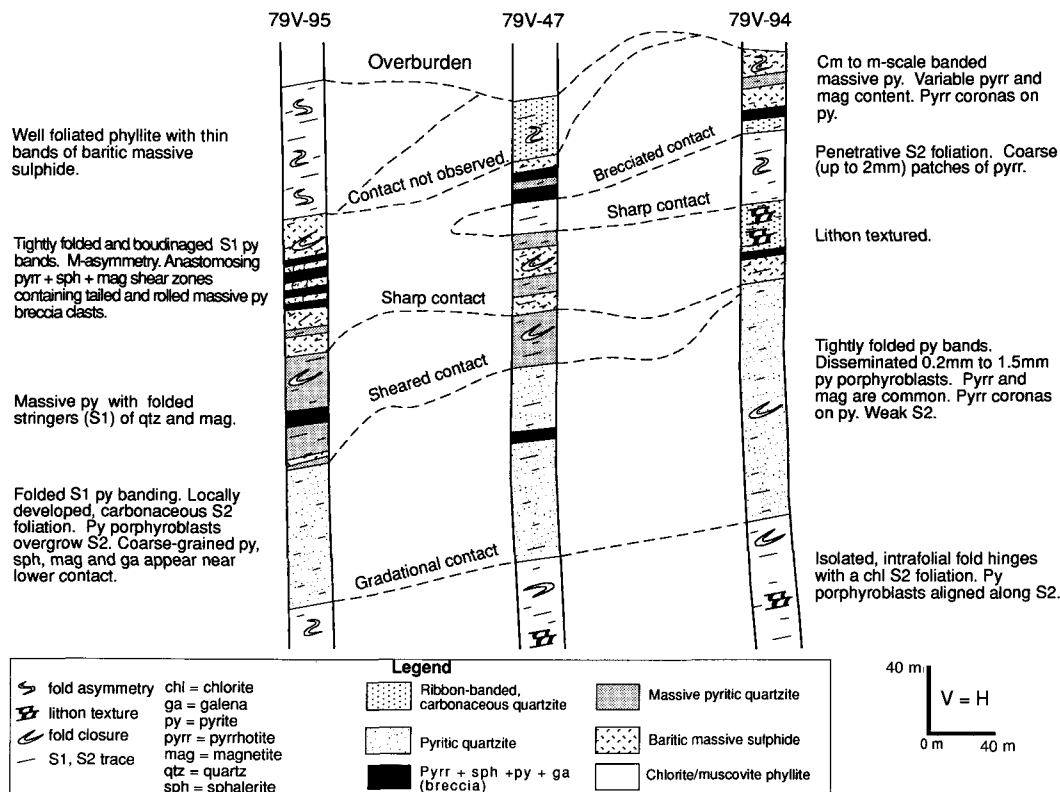 79V-95
79V-47
79V-94
Overburden
Well foliated phyllite with thin
bands of baritic massive
sulphide.
Tightly folded and boudinaged S1 py
bands. M-asymmetry. Anastomosing
pyrr + sph + mag shear zones
containing tailed and rolled massive py
breccia clasts.
Massive py with folded
stringers (S1) of qtz and mag.
Folded S1 py banding. Locally
developed, carbonaceous S2
foliation. Py porphyroblasts
overgrow S2. Coarse-grained py,
sph, mag and ga appear near
lower contact.
Contact not observed.
Brecciated contact
Sharp contact
Sharp contact
Sheared contact
Gradational contact
Cm to m-scale banded
massive py. Variable pyrr and
mag content. Pyrr coronas on
py.
Penetrative S2 foliation. Coarse
(up to 2mm) patches of pyrr.
Lithon textured.
Tightly folded py bands.
Disseminated 0.2mm to 1.5mm
py porphyroblasts. Pyrr and
mag are common. Pyrr coronas
on py. Weak S2.
Isolated, intrafolial fold hinges
with a chl S2 foliation. Py
porphyroblasts aligned along S2.
Legend
fold asymmetry
lithon texture
fold closure
S1, S2 trace
chl = chlorite
ga = galena
py = pyrite
pyrr = pyrrhotite
mag = magnetite
qtz = quartz
sph = sphalerite
Ribbon-banded,
carbonaceous quartzite
Pyritic quartzite
Pyrr + sph +py + ga
(breccia)
Massive pyritic quartzite
Baritic massive sulphide
Chlorite/muscovite phyllite
40 m
V = H
0 m
40 m